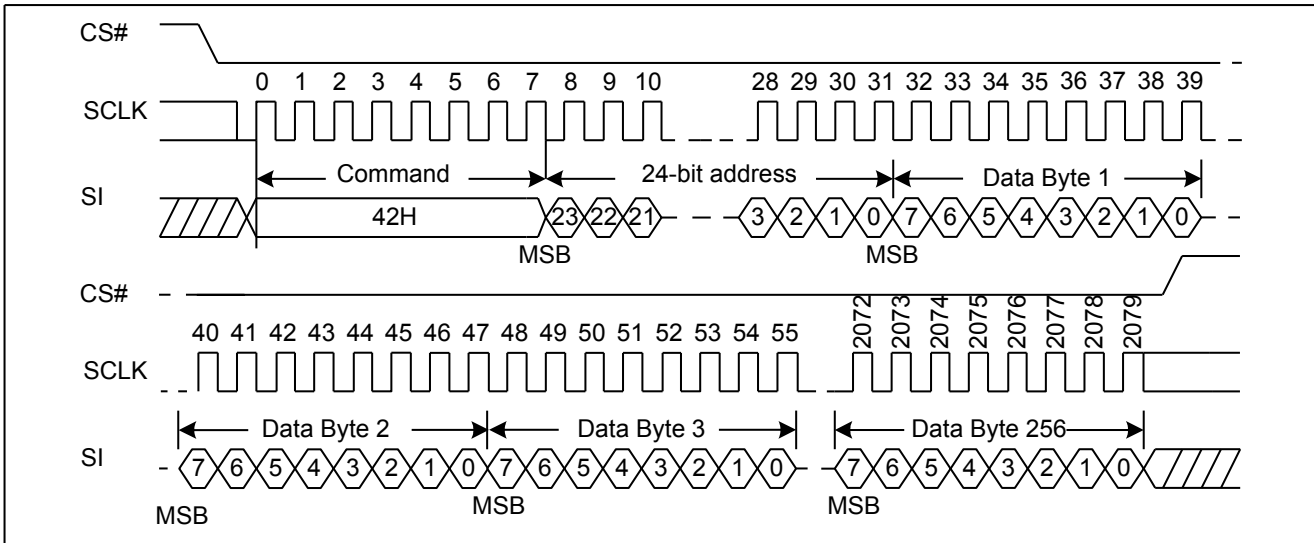 CS#
0 1 2 3 4 5 6 7 8 9 10 28 29 30 31 32 33 34 35 36 37 38 39
SCLK
Command 24-bit address Data Byte 1
SI
42H 23 22 21 3 2 1 0 7 6 5 4 3 2 1 0
MSB MSB
CS#
40 41 42 43 44 45 46 47 48 49 50 51 52 53 54 55 2072 2073 2074 2075 2076 2077 2078 2079
SCLK
Data Byte 2 Data Byte 3 Data Byte 256
SI
7 6 5 4 3 2 1 0 7 6 5 4 3 2 1 0 7 6 5 4 3 2 1 0
MSB MSB MSB